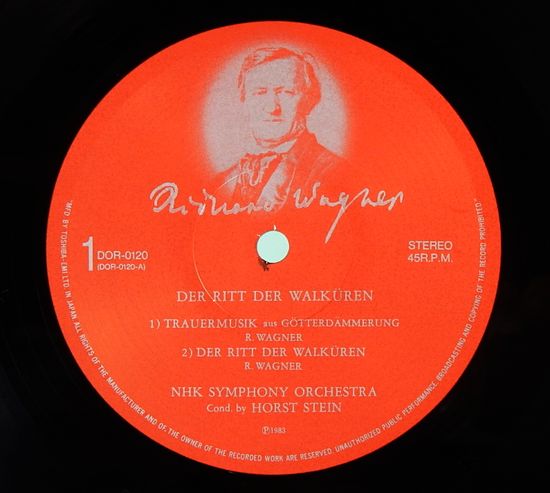 Richard Wagner
1
DOR-0120
(DOR-0120-A)
STEREO
45R.P.M.
DER RITT DER WALKÜREN
1) TRAUERMUSIK aus GÖTTERDÄMMERUNG
R. WAGNER
2) DER RITT DER WALKÜREN
R. WAGNER
NHK SYMPHONY ORCHESTRA
Cond. by HORST STEIN
Ⓟ1983
MFD BY TOSHIBA-EMI LTD IN JAPAN ALL RIGHTS OF THE MANUFACTURER AND OF THE OWNER OF THE RECORDED WORK ARE RESERVED. UNAUTHORIZED PUBLIC PERFORMANCE, BROADCASTING AND COPYING OF THE RECORD PROHIBITED